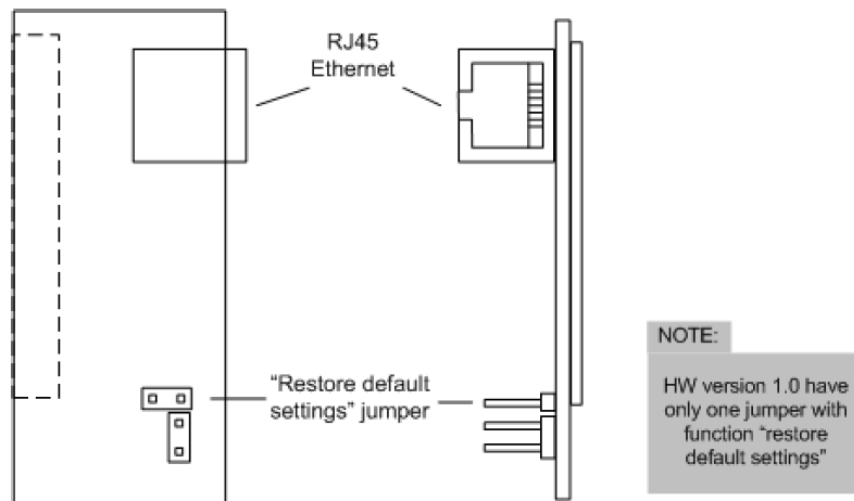 RJ45
Ethernet
“Restore default
settings” jumper
NOTE:
HW version 1.0 have
only one jumper with
function “restore
default settings”